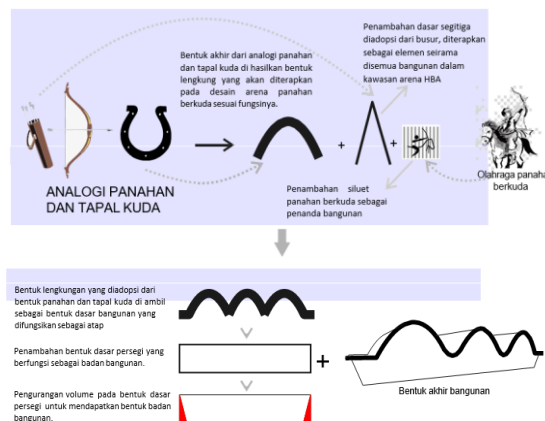 Penambahan dasar segitiga
diadopsi dari busur, diterapkan
sebagai elemen seirama
disemua bangunan dalam
kawasan arena HBA
Bentuk akhir dari analogi panahan
dan tapal kuda di hasilkan bentuk
lengkung yang akan diterapkan
pada desain arena panahan
berkuda sesuai fungsinya.
+
+
Olahraga panaha
berkuda
ANALOGI PANAHAN
DAN TAPAL KUDA
Penambahan siluet
panahan berkuda sebagai
penanda bangunan
Bentuk lengkungan yang diadopsi dari
bentuk panahan dan tapal kuda di ambil
sebagai bentuk dasar bangunan yang
difungsikan sebagai atap
Penambahan bentuk dasar persegi yang
berfungsi sebagai badan bangunan.
+
Bentuk akhir bangunan
Pengurangan volume pada bentuk dasar
persegi untuk mendapatkan bentuk badan
bangunan.